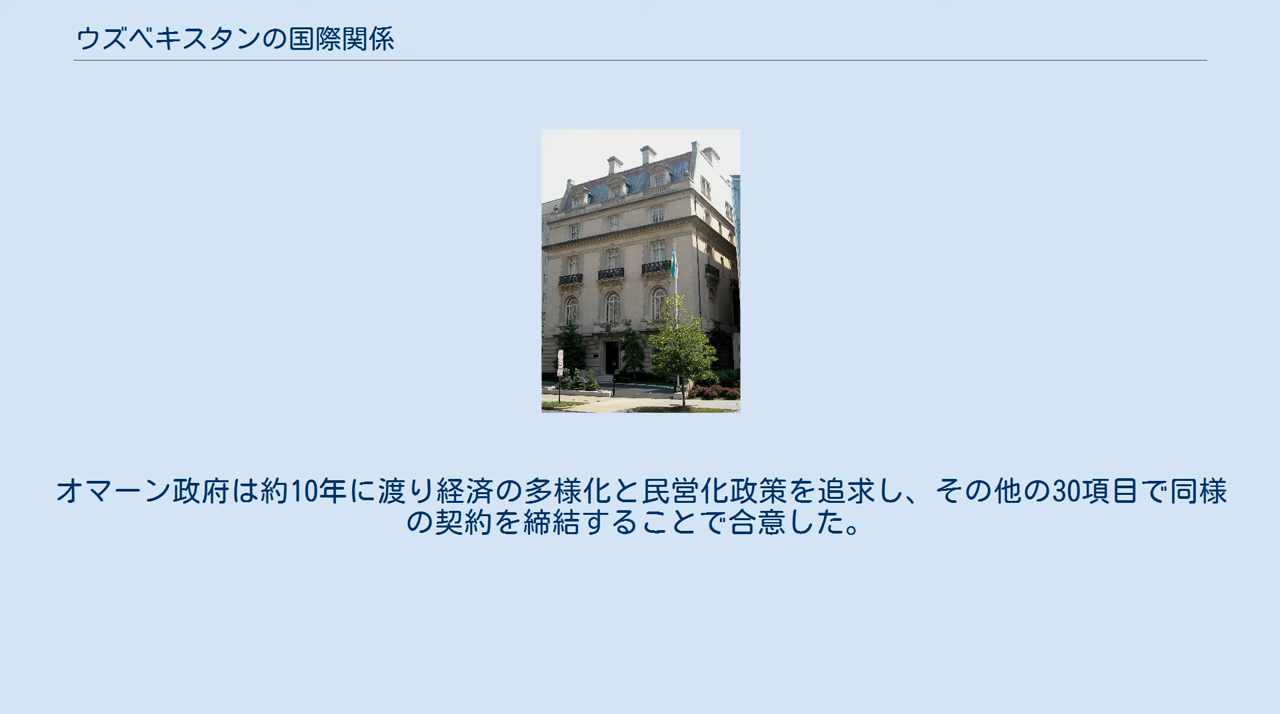 ウズベキスタンの国際関係
オマーン政府は約10年に渡り経済の多様化と民営化政策を追求し、その他の30項目で同様
の契約を締結することで合意した。